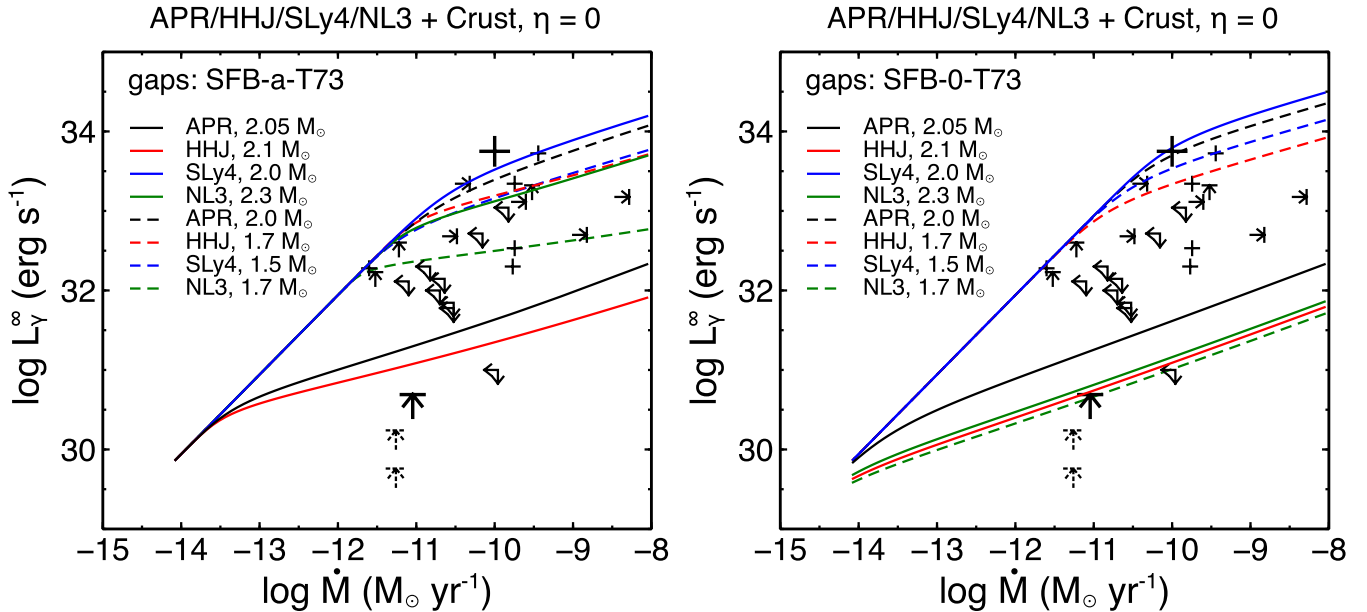 APR/HHJ/SLy4/NL3 + Crust, η = 0
gaps: SFB-a-T73
APR, 2.05 M⊙
HHJ, 2.1 M⊙
SLy4, 2.0 M⊙
NL3, 2.3 M⊙
APR, 2.0 M⊙
HHJ, 1.7 M⊙
SLy4, 1.5 M⊙
NL3, 1.7 M⊙
34
32
30
log L∞γ (erg s-1)
−15 −14 −13 −12 −11 −10 −9 −8
log Ṁ (M⊙ yr-1)
APR/HHJ/SLy4/NL3 + Crust, η = 0
gaps: SFB-0-T73
APR, 2.05 M⊙
HHJ, 2.1 M⊙
SLy4, 2.0 M⊙
NL3, 2.3 M⊙
APR, 2.0 M⊙
HHJ, 1.7 M⊙
SLy4, 1.5 M⊙
NL3, 1.7 M⊙
34
32
30
log L∞γ (erg s-1)
−15 −14 −13 −12 −11 −10 −9 −8
log Ṁ (M⊙ yr-1)